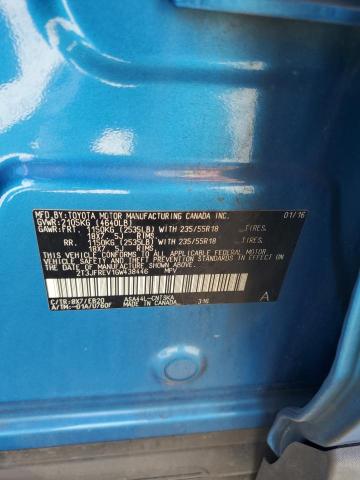 MFD.BY:TOYOTA MOTOR MANUFACTURING CANADA INC. 01/16
GVWR:2105KG (4640LB)
GAWR:FRT. 1150KG (2535LB) WITH 235/55R18 TIRES.
18X7.5J RIMS
RR. 1150KG (2535LB) WITH 235/55R18 TIRES.
18X7.5J RIMS
THIS VEHICLE CONFORMS TO ALL APPLICABLE FEDERAL MOTOR
VEHICLE SAFETY AND THEFT PREVENTION STANDARDS IN
EFFECT ON THE DATE OF MANUFACTURE SHOWN ABOVE.
2T3JFREV1GW438446 MPV
C/TR:8X7/EB20 ASA44L-CNTSKA A
A/TM:-01A/U760F MADE IN CANADA 316